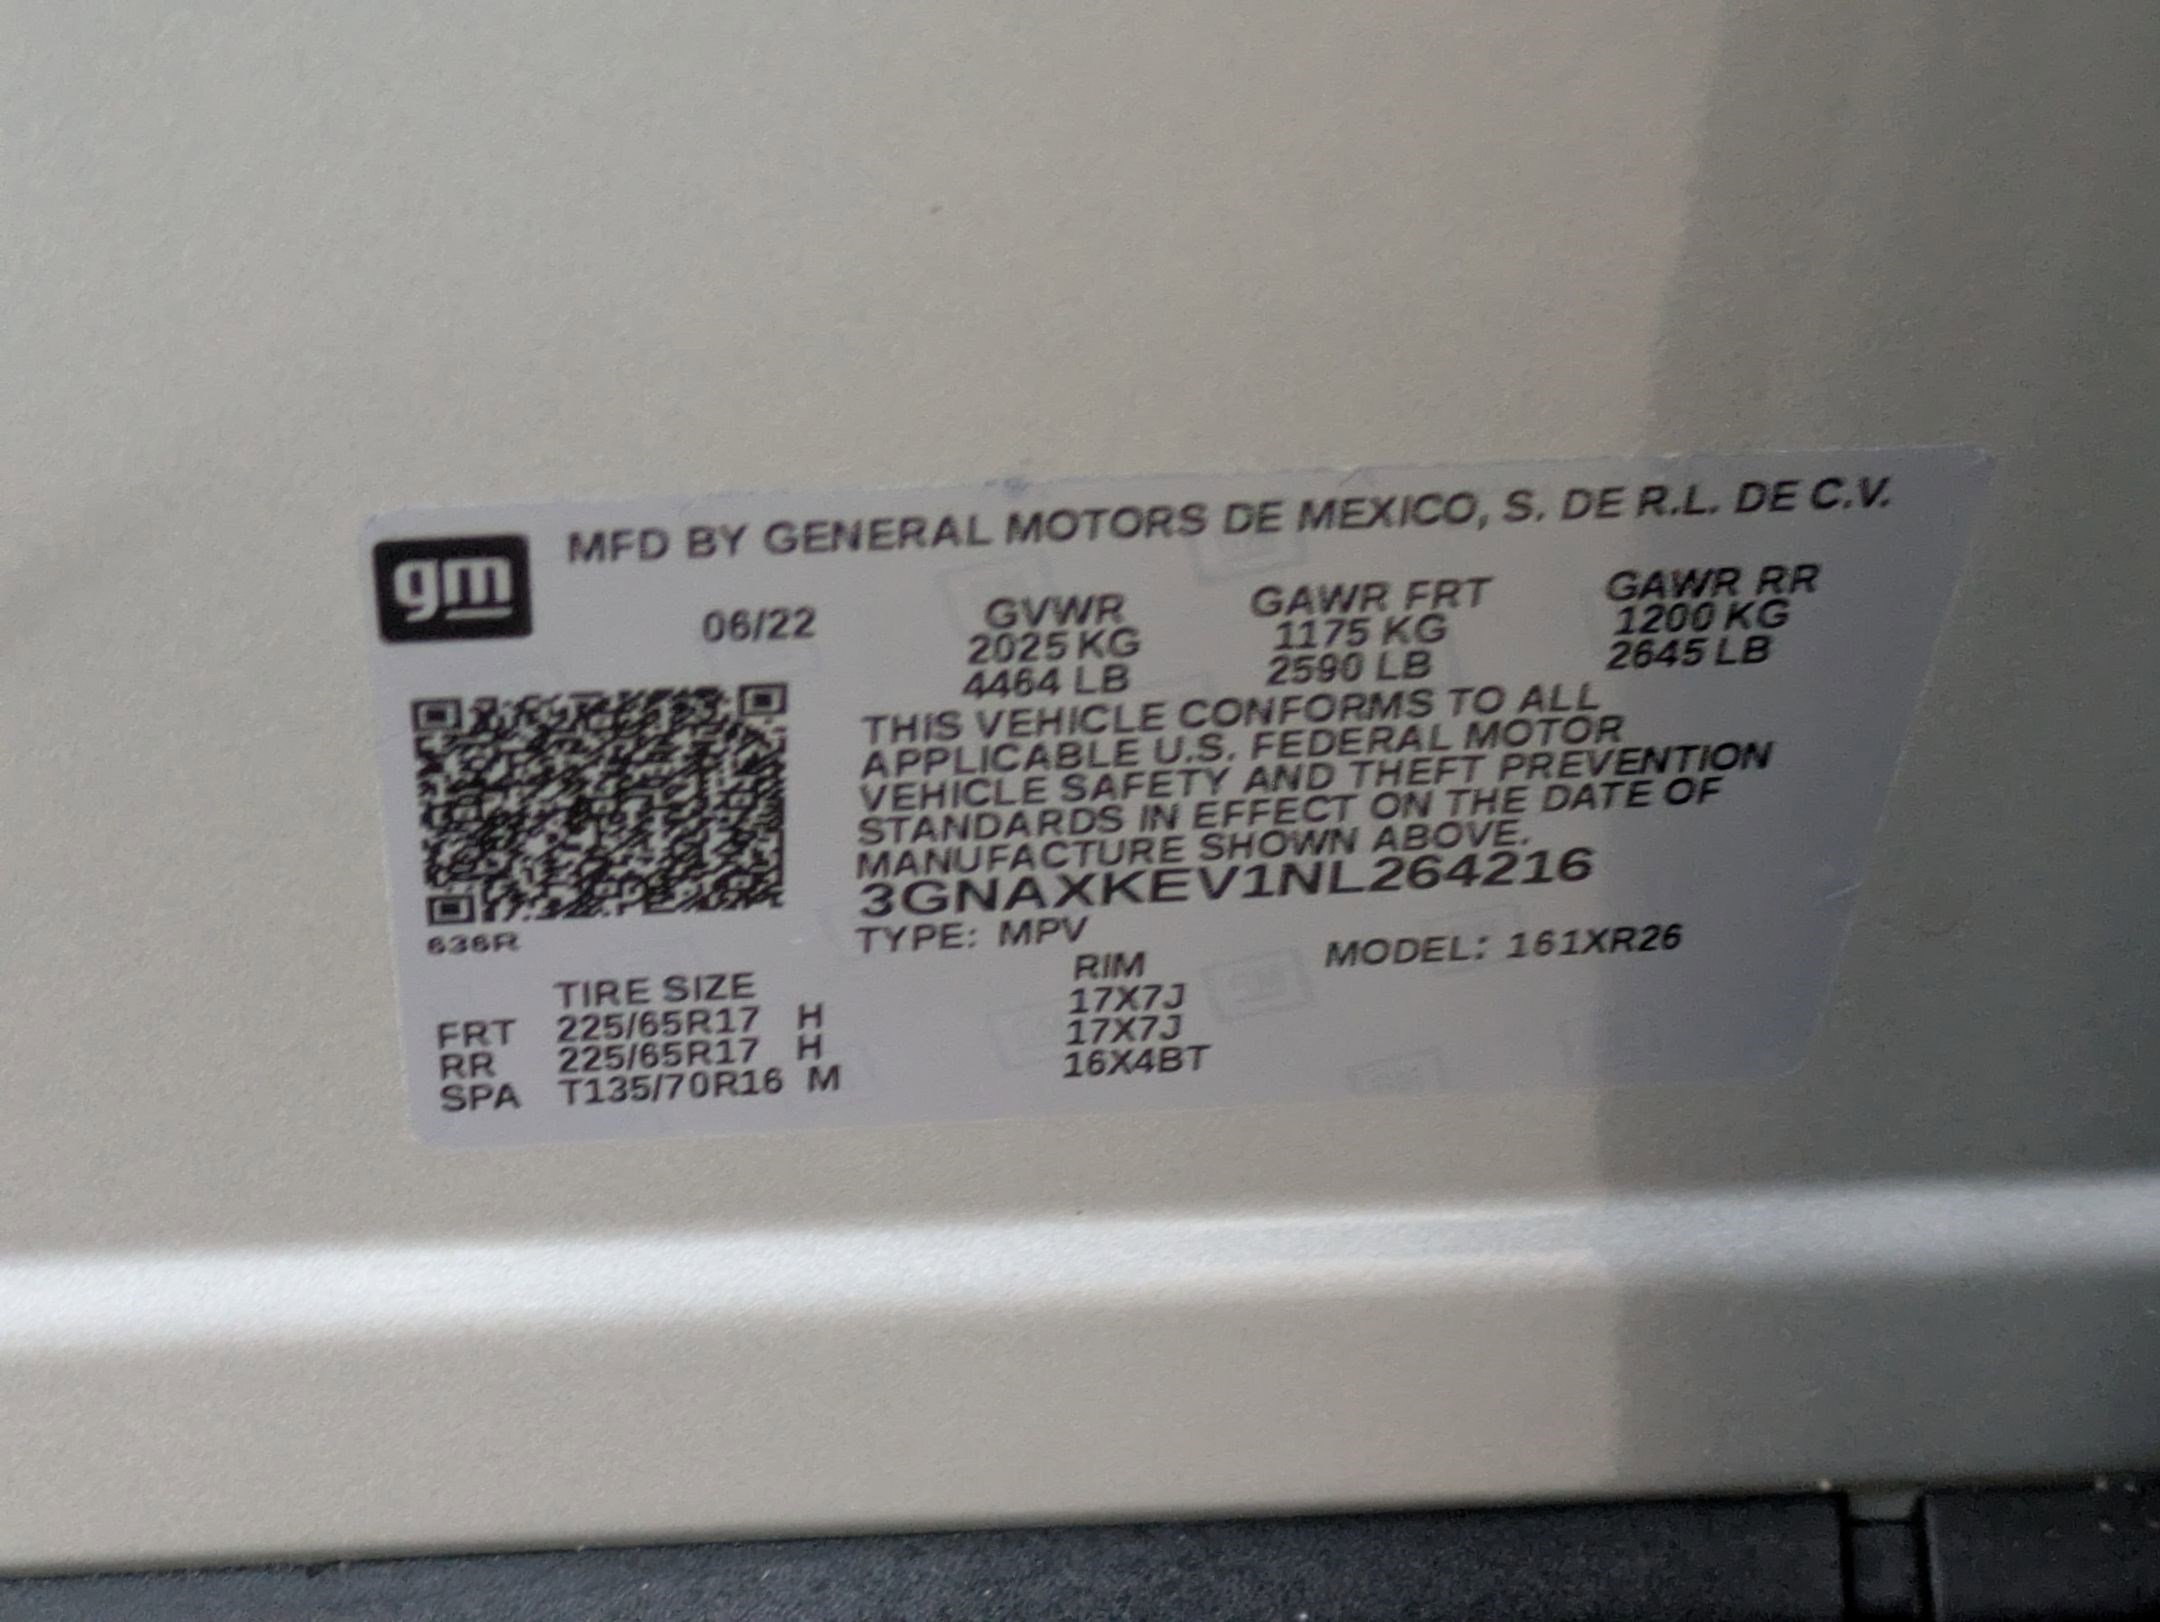 gm
MFD BY GENERAL MOTORS DE MEXICO, S. DE R.L. DE C.V.
06/22
GVWR GAWR FRT GAWR RR
2025 KG 1175 KG 1200 KG
4464 LB 2590 LB 2645 LB
THIS VEHICLE CONFORMS TO ALL
APPLICABLE U.S. FEDERAL MOTOR
VEHICLE SAFETY AND THEFT PREVENTION
STANDARDS IN EFFECT ON THE DATE OF
MANUFACTURE SHOWN ABOVE.
3GNAXKEV1NL264216
636R
TYPE: MPV MODEL: 161XR26
TIRE SIZE RIM
FRT 225/65R17 H 17X7J
RR 225/65R17 H 17X7J
SPA T135/70R16 M 16X4BT